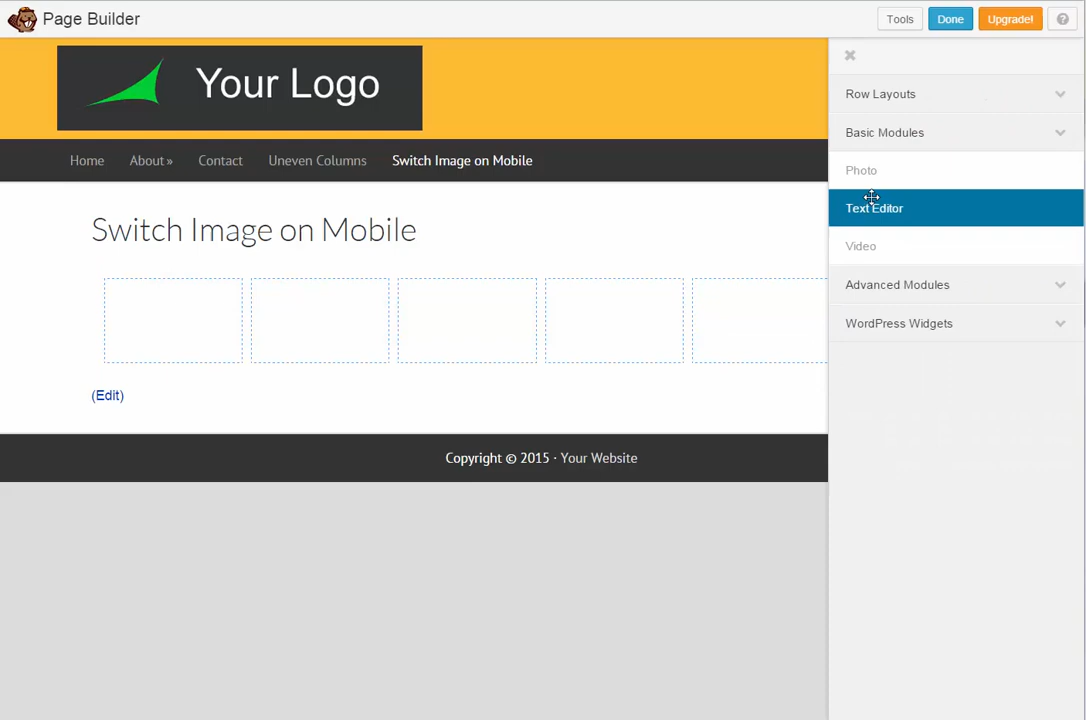 Page Builder
Tools Done Upgrade! ?
Your Logo
Home About » Contact Uneven Columns Switch Image on Mobile
Switch Image on Mobile
(Edit)
Copyright © 2015 · Your Website
Row Layouts
Basic Modules
Photo
Text Editor
Video
Advanced Modules
WordPress Widgets